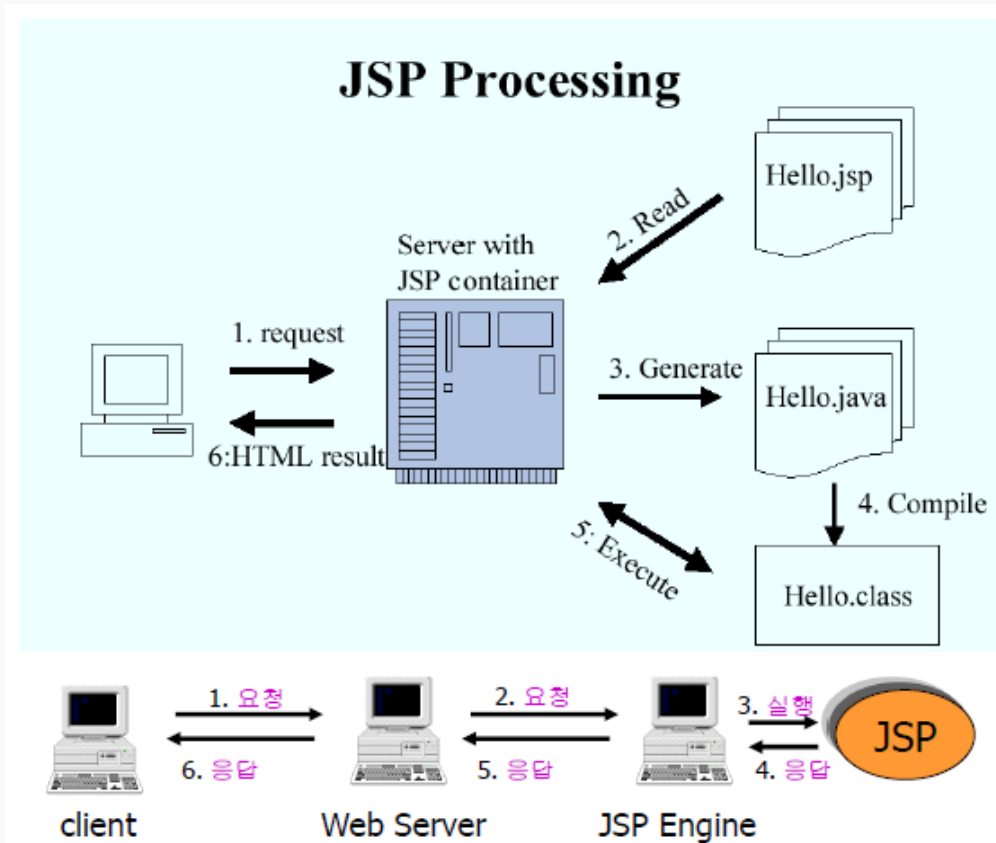 JSP Processing
Hello.jsp
2. Read
Server with
JSP container
1. request
3. Generate
Hello.java
6:HTML result
4. Compile
5: Execute
Hello.class
1. 요청
2. 요청
3. 실행
JSP
6. 응답
5. 응답
4. 응답
client
Web Server
JSP Engine